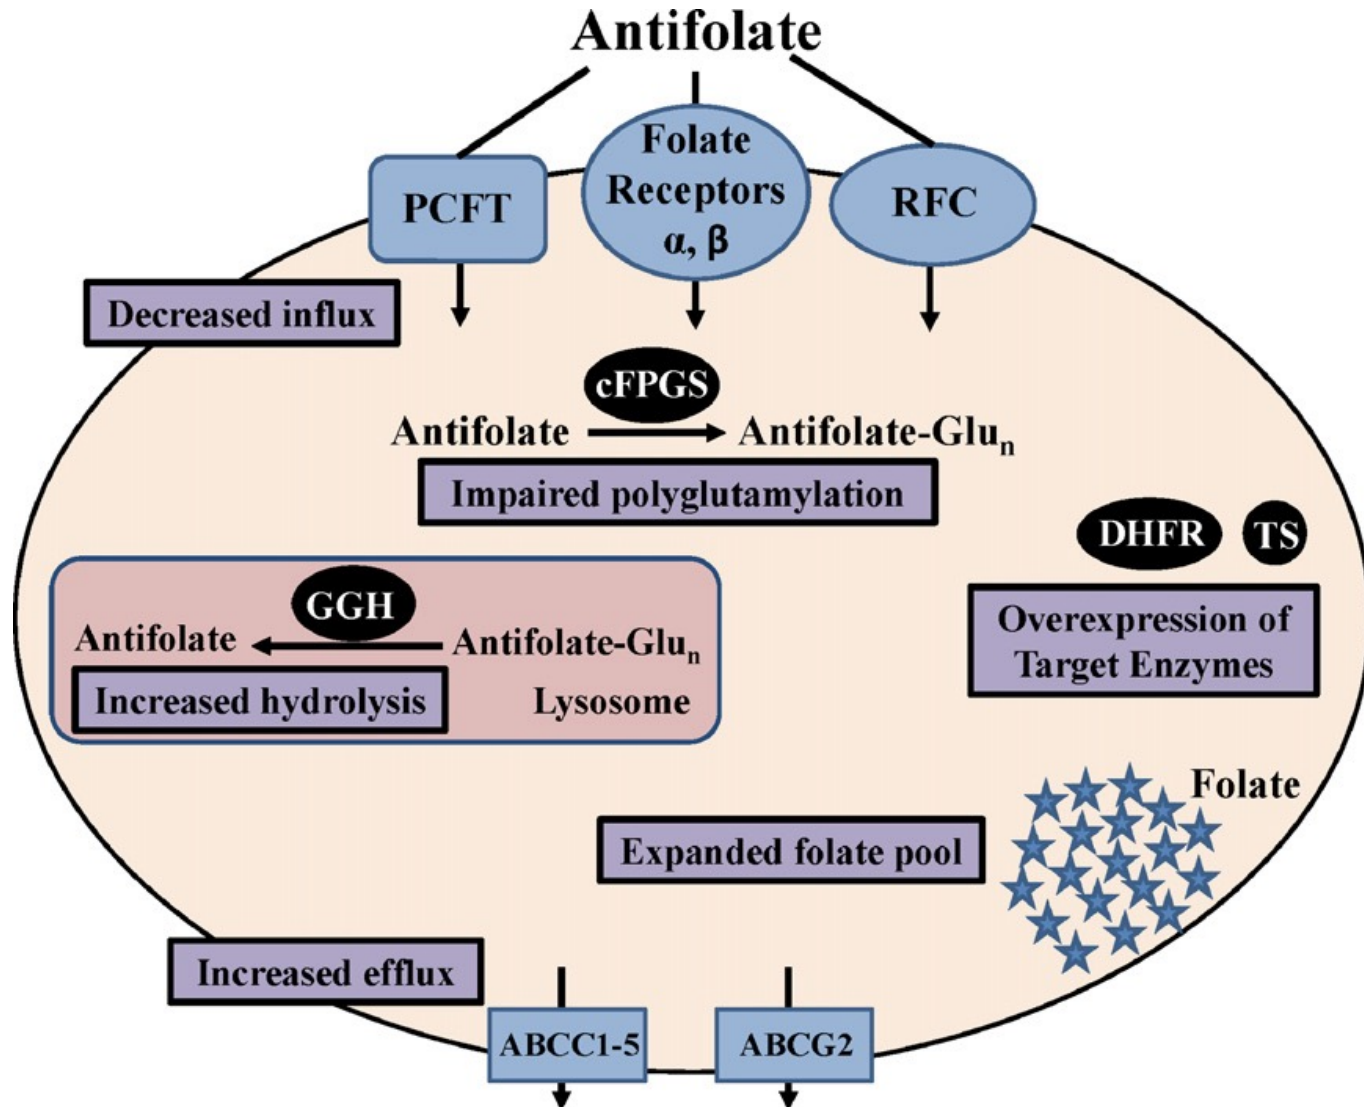 Antifolate
PCFT
Folate
Receptors
α, β
RFC
Decreased influx
cFPGS
Antifolate
Antifolate-Gluₙ
Impaired polyglutamylation
DHFR
TS
Overexpression of
Target Enzymes
GGH
Antifolate
Antifolate-Gluₙ
Increased hydrolysis
Lysosome
Folate
Expanded folate pool
Increased efflux
ABCC1-5
ABCG2